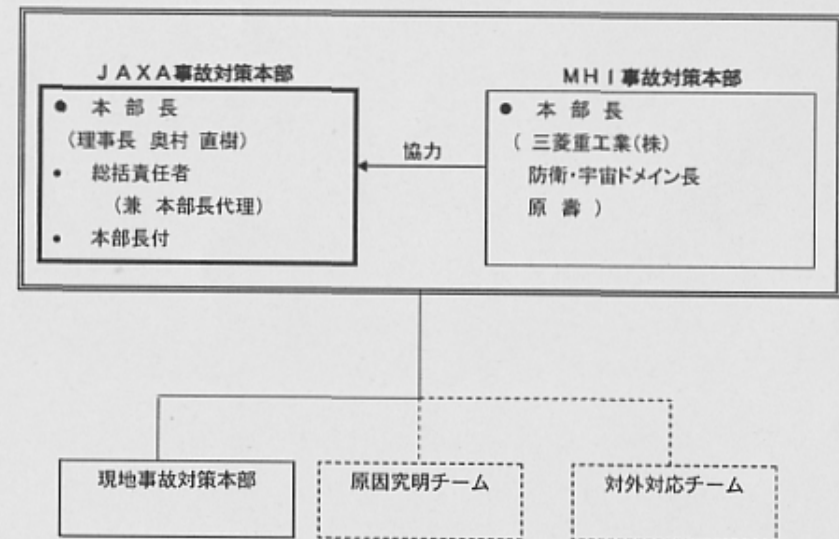 JAXA事故対策本部
● 本部長
(理事長 奥村 直樹)
• 総括責任者
(兼 本部長代理)
• 本部長付
協力
MHI事故対策本部
● 本部長
( 三菱重工業(株)
防衛・宇宙ドメイン長
原 壽 )
現地事故対策本部
原因究明チーム
対外対応チーム